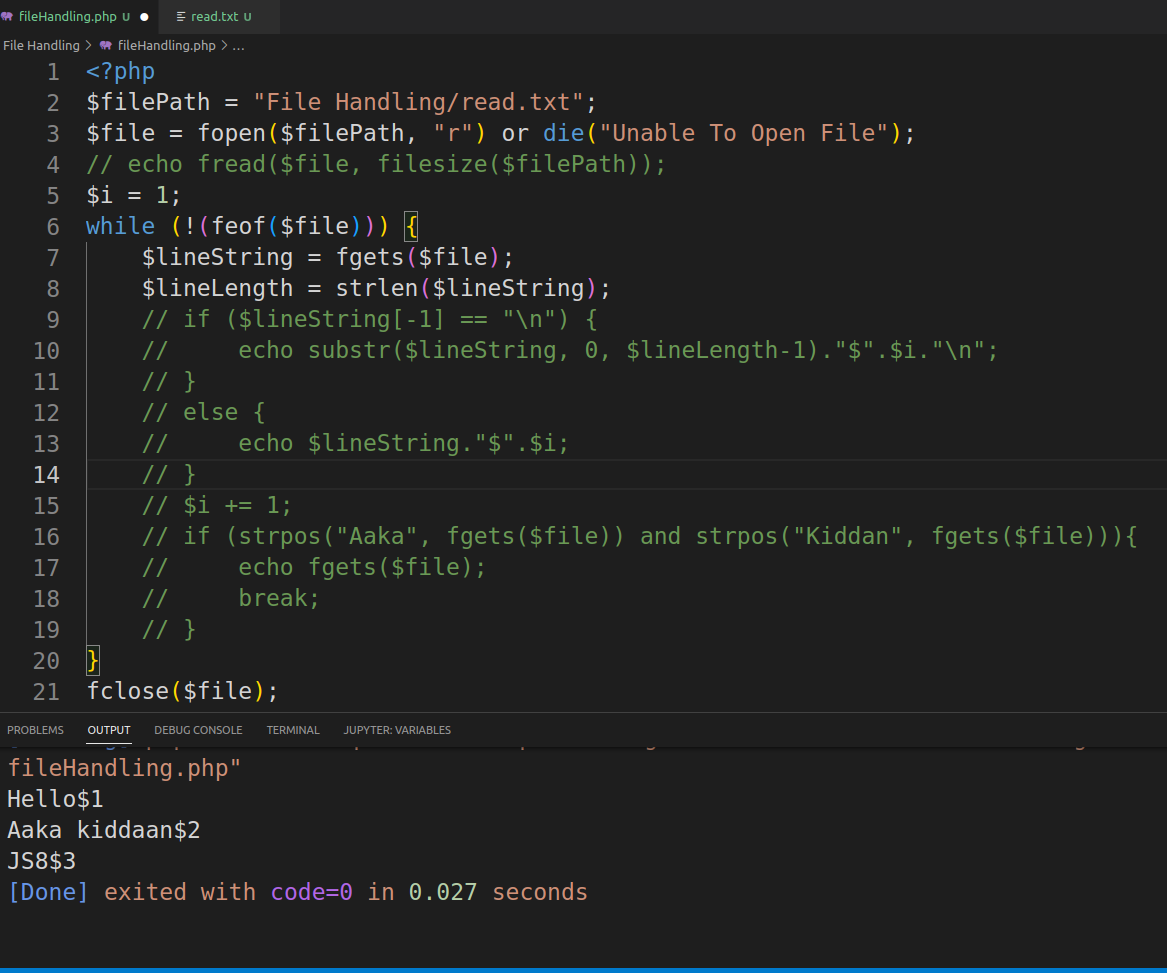 fileHandling.php U
read.txt U
File Handling > fileHandling.php > ...
1 <?php
2 $filePath = "File Handling/read.txt";
3 $file = fopen($filePath, "r") or die("Unable To Open File");
4 // echo fread($file, filesize($filePath));
5 $i = 1;
6 while (!(feof($file))) {
7     $lineString = fgets($file);
8     $lineLength = strlen($lineString);
9     // if ($lineString[-1] == "\n") {
10     //     echo substr($lineString, 0, $lineLength-1)."$".$i."\n";
11     // }
12     // else {
13     //     echo $lineString."$".$i;
14     // }
15     // $i += 1;
16     // if (strpos("Aaka", fgets($file)) and strpos("Kiddan", fgets($file))){
17     //     echo fgets($file);
18     //     break;
19     // }
20 }
21 fclose($file);
PROBLEMS OUTPUT DEBUG CONSOLE TERMINAL JUPYTER: VARIABLES
fileHandling.php"
Hello$1
Aaka kiddaan$2
JS8$3
[Done] exited with code=0 in 0.027 seconds